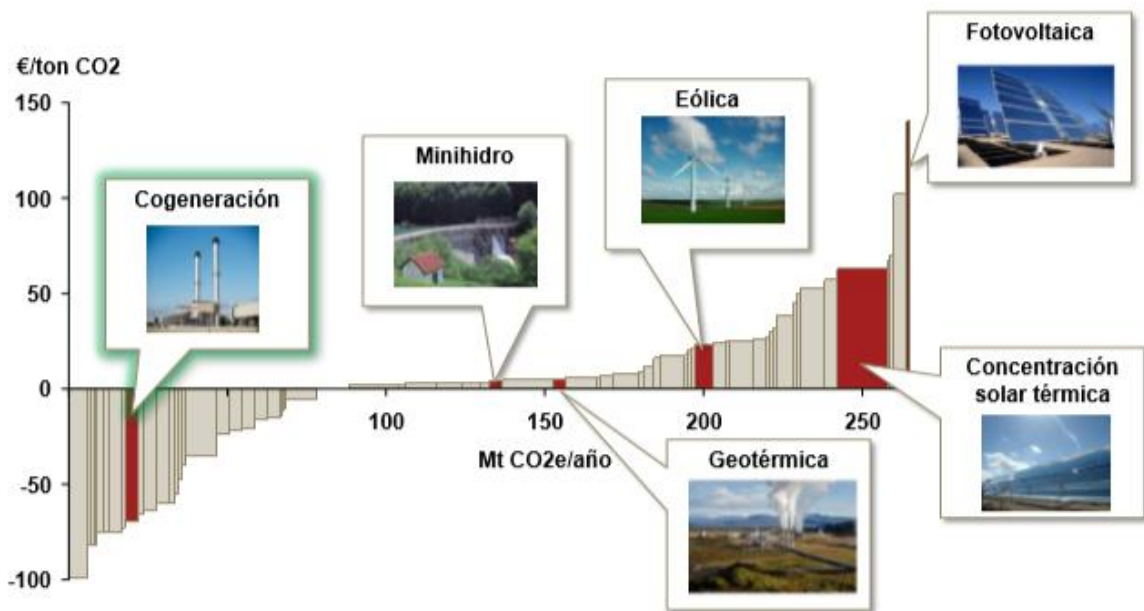 Fotovoltaica
€/ton CO2
150
Eólica
Minihidro
100
Cogeneración
50
0
100
150
200
250
Concentración
solar térmica
Mt CO2e/año
Geotérmica
-50
-100